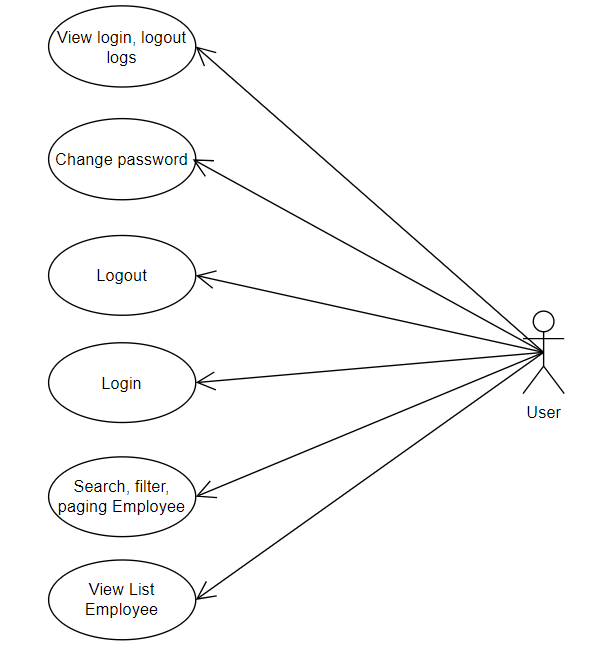 View login, logout
logs
Change password
Logout
Login
User
Search, filter,
paging Employee
View List
Employee